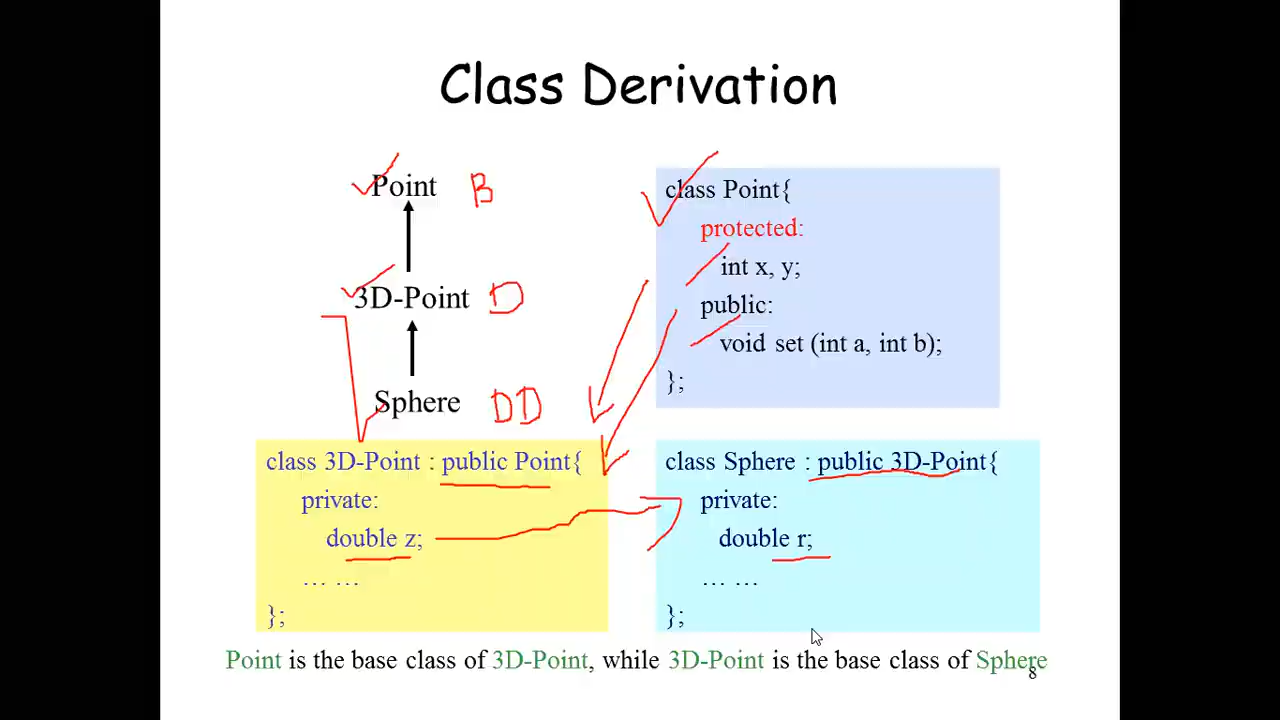 Class Derivation
Point B
3D-Point D
Sphere DD
class Point{
protected:
int x, y;
public:
void set (int a, int b);
};
class 3D-Point : public Point{
private:
double z;
... ...
};
class Sphere : public 3D-Point{
private:
double r;
... ...
};
Point is the base class of 3D-Point, while 3D-Point is the base class of Sphere
8